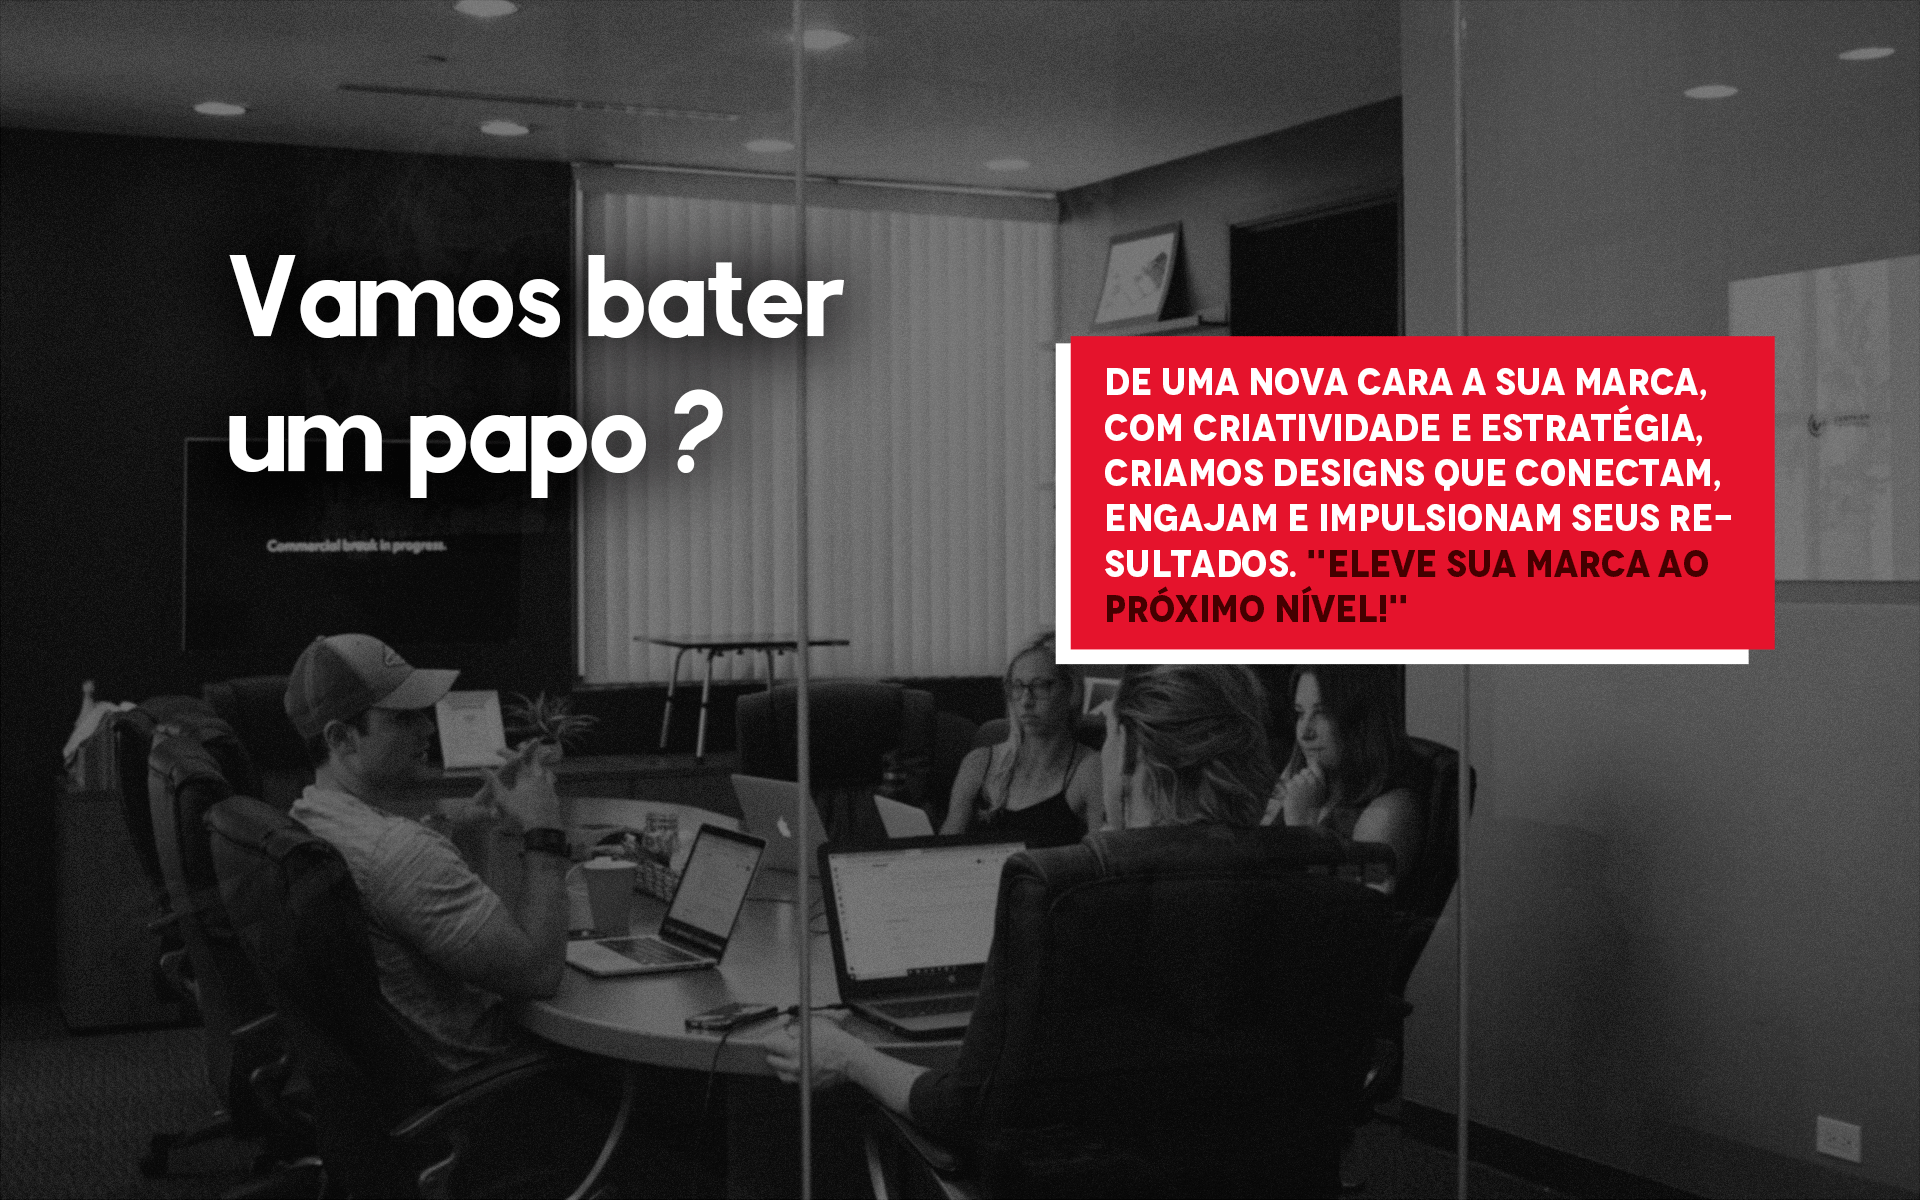 Vamos bater
um papo ?
Commercial break in progress.
DE UMA NOVA CARA A SUA MARCA,
COM CRIATIVIDADE E ESTRATÉGIA,
CRIAMOS DESIGNS QUE CONECTAM,
ENGAJAM E IMPULSIONAM SEUS RE-
SULTADOS. "ELEVE SUA MARCA AO
PRÓXIMO NÍVEL!"